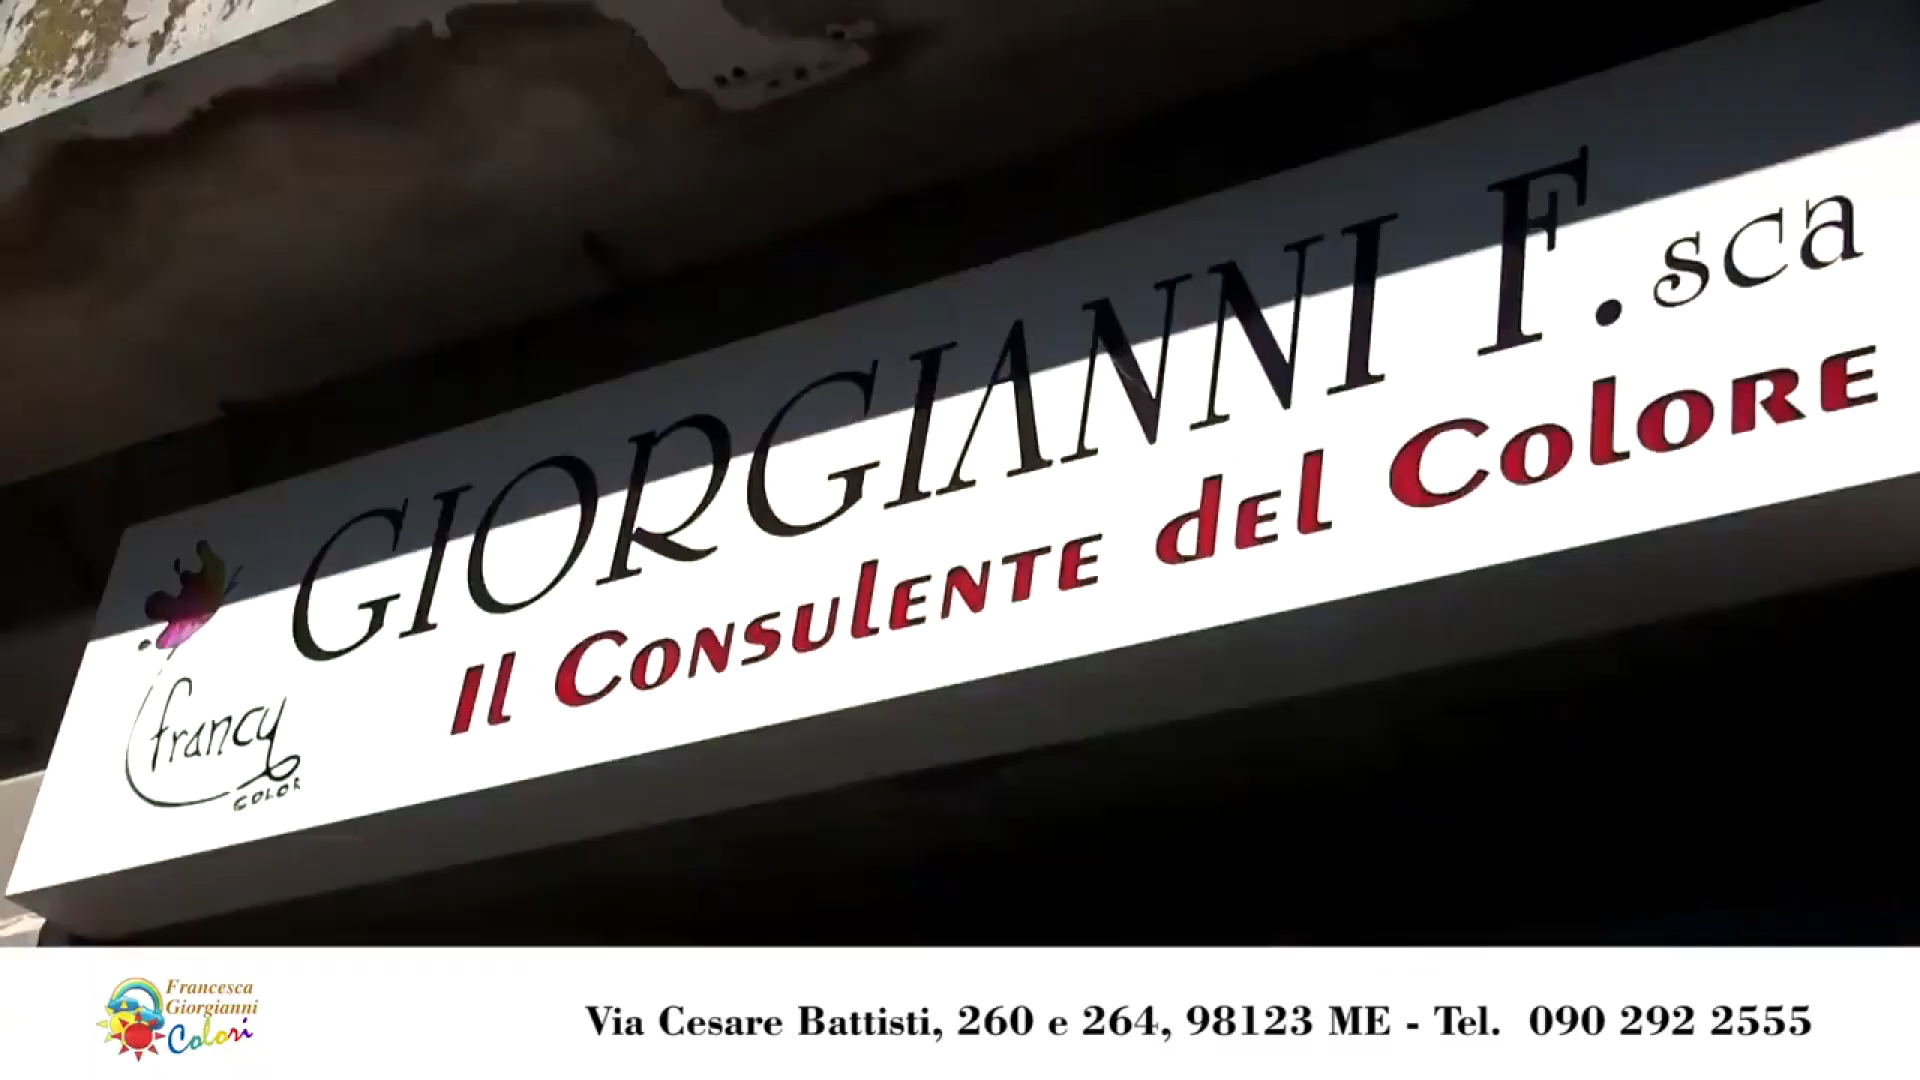 GIORGIANNI F.sca
Il Consulente del Colore
francy
COLOR
Francesca
Giorgianni
Colori
Via Cesare Battisti, 260 e 264, 98123 ME - Tel. 090 292 2555